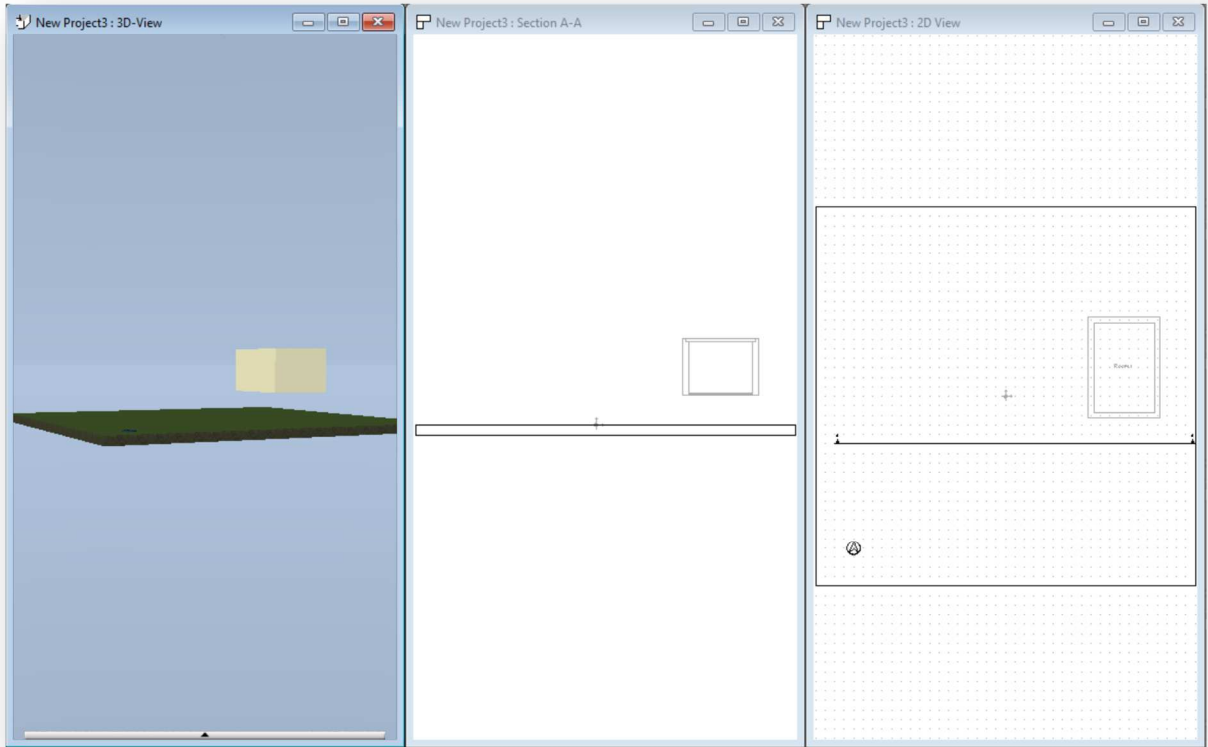 New Project3 : 3D-View
New Project3 : Section A-A
New Project3 : 2D View